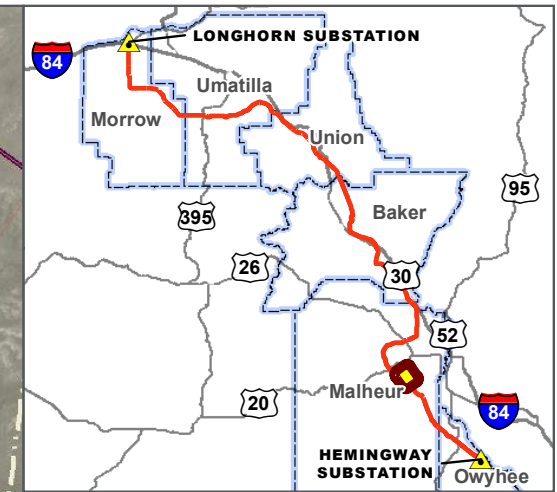 LONGHORN SUBSTATION
84
Umatilla
Morrow
Union
95
Baker
395
26
30
52
Malheur
20
84
HEMINGWAY
SUBSTATION
Owyhee